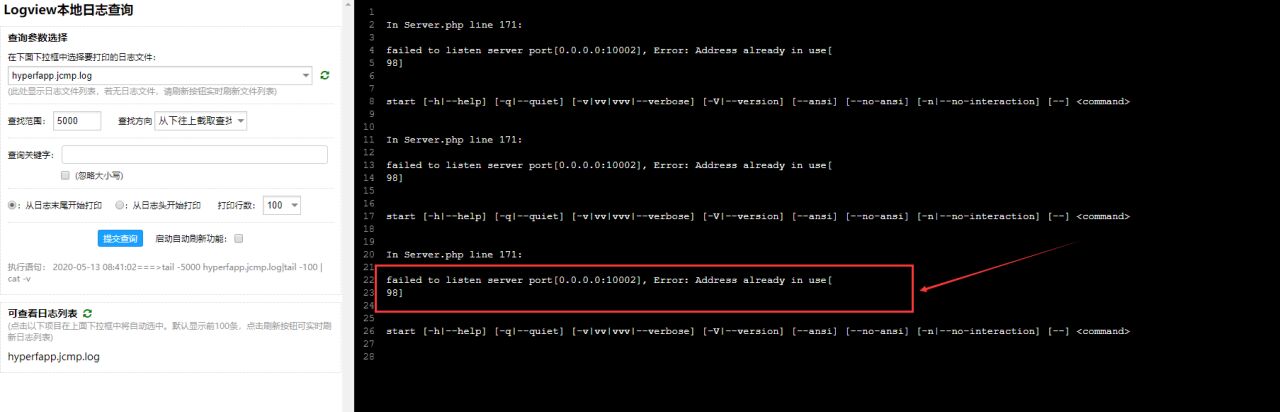 Logview本地日志查询
查询参数选择
在下面下拉框中选择要打印的日志文件:
hyperfapp.jcmp.log
(此处显示日志文件列表，若无日志文件，请刷新按钮实时刷新文件列表)
查找范围: 5000 查找方向 从下往上截取查找
查询关键字:
(忽略大小写)
: 从日志末尾开始打印 : 从日志头开始打印 打印行数: 100
提交查询 启动自动刷新功能:
执行语句: 2020-05-13 08:41:02===>tail -5000 hyperfapp.jcmp.log|tail -100 |
cat -v
可查看日志列表
(点击以下项目在上面下拉框中将自动选中。默认显示前100条，点击刷新按钮可实时刷
新日志列表)
hyperfapp.jcmp.log
1
2 In Server.php line 171:
3
4 failed to listen server port[0.0.0.0:10002], Error: Address already in use[
5 98]
6
7
8 start [-h|--help] [-q|--quiet] [-v|vv|vvv|--verbose] [-V|--version] [--ansi] [--no-ansi] [-n|--no-interaction] [--] <command>
9
10
11 In Server.php line 171:
12
13 failed to listen server port[0.0.0.0:10002], Error: Address already in use[
14 98]
15
16
17 start [-h|--help] [-q|--quiet] [-v|vv|vvv|--verbose] [-V|--version] [--ansi] [--no-ansi] [-n|--no-interaction] [--] <command>
18
19
20 In Server.php line 171:
21
22 failed to listen server port[0.0.0.0:10002], Error: Address already in use[
23 98]
24
25
26 start [-h|--help] [-q|--quiet] [-v|vv|vvv|--verbose] [-V|--version] [--ansi] [--no-ansi] [-n|--no-interaction] [--] <command>
27
28